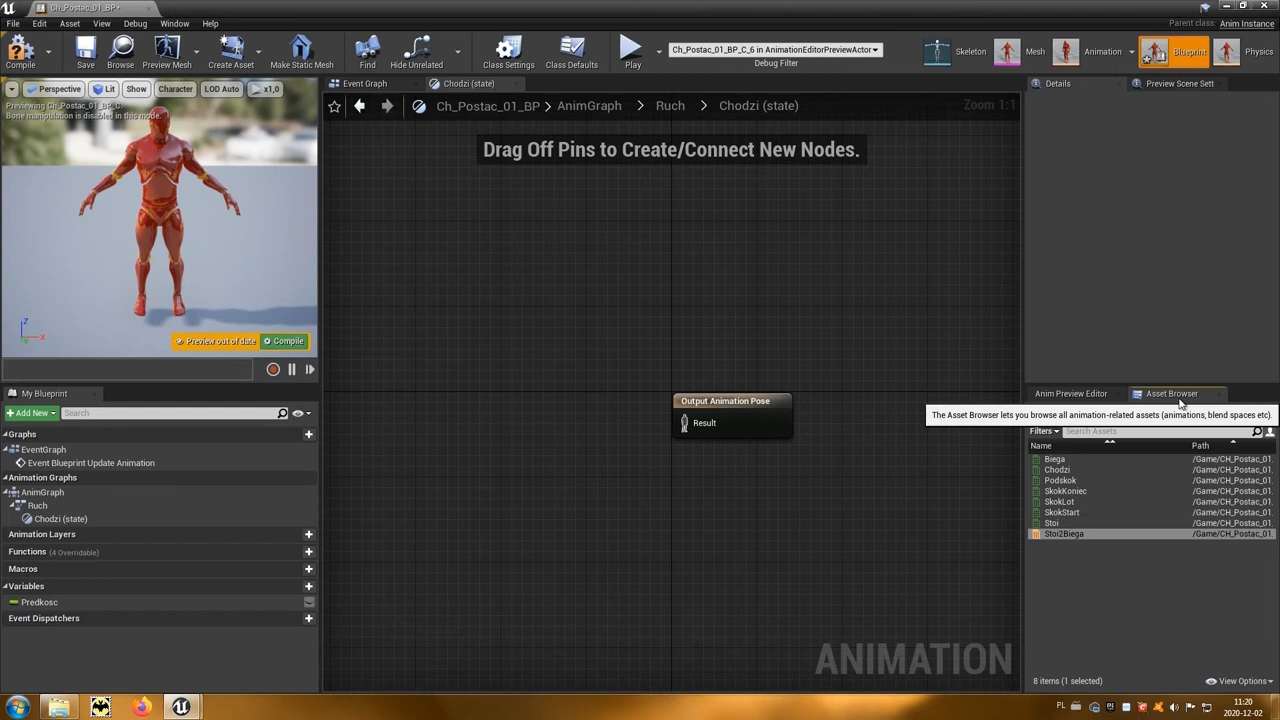 Ch_Postac_01_BP*
File Edit Asset View Debug Window Help
Parent class: Anim Instance
Compile Save Browse Preview Mesh Create Asset Make Static Mesh Find Hide Unrelated Class Settings Class Defaults Play
Ch_Postac_01_BP_C_6 in AnimationEditorPreviewActor
Debug Filter
Skeleton Mesh Animation Blueprint Physics
Perspective Lit Show Character LOD Auto x1,0
Previewing Ch_Postac_01_BP_C.
Bone manipulation is disabled in this mode.
Z
X
Preview out of date Compile
Event Graph Chodzi (state)
Ch_Postac_01_BP > AnimGraph > Ruch > Chodzi (state)
Zoom 1:1
Drag Off Pins to Create/Connect New Nodes.
Output Animation Pose
Result
ANIMATION
My Blueprint
Add New Search
Graphs
EventGraph
Event Blueprint Update Animation
Animation Graphs
AnimGraph
Ruch
Chodzi (state)
Animation Layers
Functions (4 Overridable)
Macros
Variables
Predkosc
Event Dispatchers
Details Preview Scene Sett
Anim Preview Editor Asset Browser
The Asset Browser lets you browse all animation-related assets (animations, blend spaces etc).
Filters Search Assets
Name Path
Biega /Game/CH_Postac_01
Chodzi /Game/CH_Postac_01
Podskok /Game/CH_Postac_01
SkokKoniec /Game/CH_Postac_01
SkokLot /Game/CH_Postac_01
SkokStart /Game/CH_Postac_01
Stoi /Game/CH_Postac_01
Stoi2Biega /Game/CH_Postac_01
8 items (1 selected) View Options
PL
11:20
2020-12-02